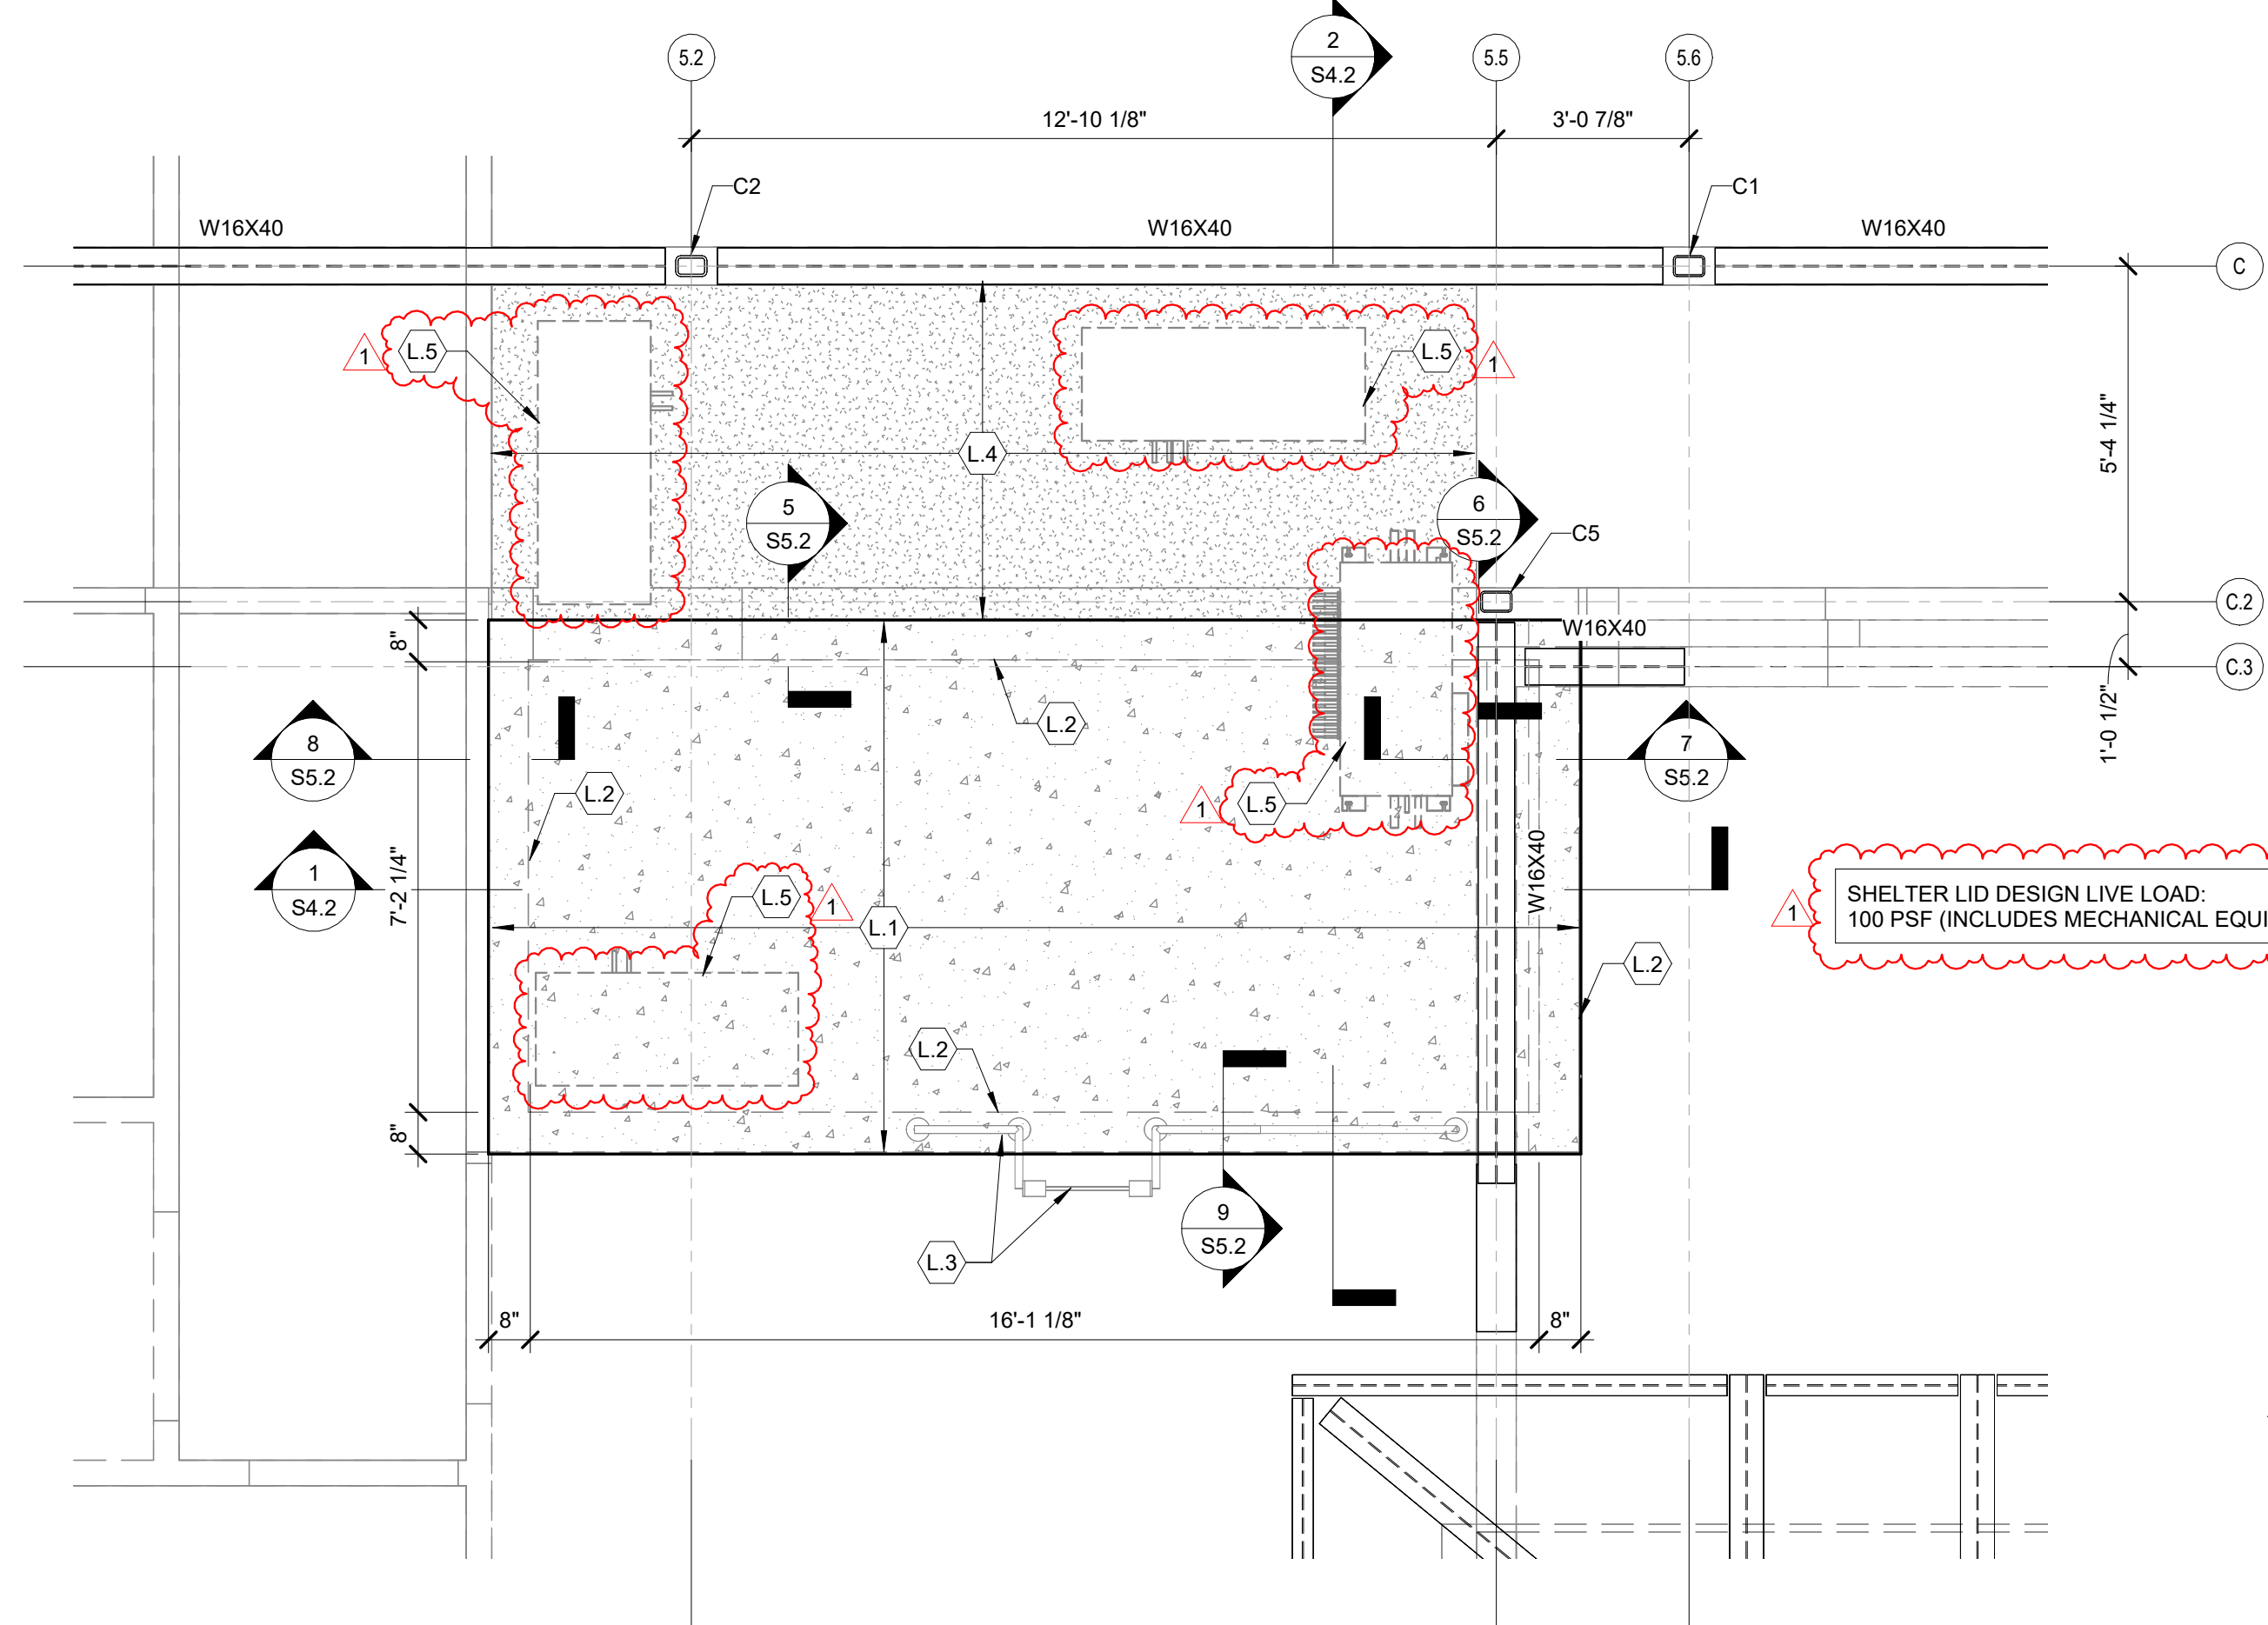 2
S4.2
5.2
5.5
5.6
12'-10 1/8"
3'-0 7/8"
C2
C1
W16X40
W16X40
W16X40
C
1
L.5
L.5
1
L.4
5'-4 1/4"
5
S5.2
6
S5.2
C5
C.2
W16X40
8"
C.3
1'-0 1/2"
L.2
8
S5.2
7
S5.2
L.2
1
L.5
W16X40
1
S4.2
7'-2 1/4"
L.5
1
L.1
1
SHELTER LID DESIGN LIVE LOAD:
100 PSF (INCLUDES MECHANICAL EQUI
L.2
L.2
8"
9
S5.2
L.3
8"
16'-1 1/8"
8"